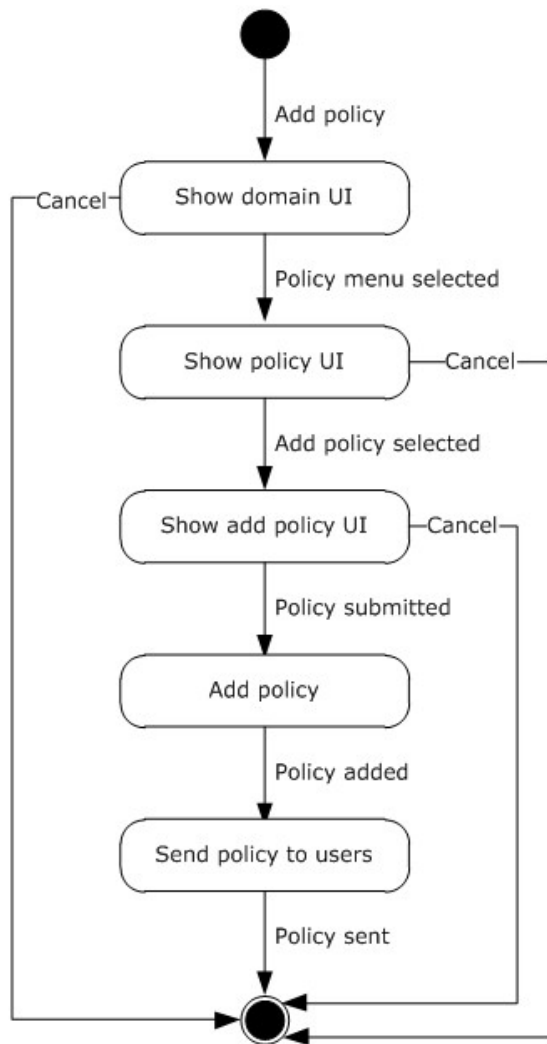 Add policy
Cancel
Show domain UI
Policy menu selected
Show policy UI
Cancel
Add policy selected
Show add policy UI
Cancel
Policy submitted
Add policy
Policy added
Send policy to users
Policy sent